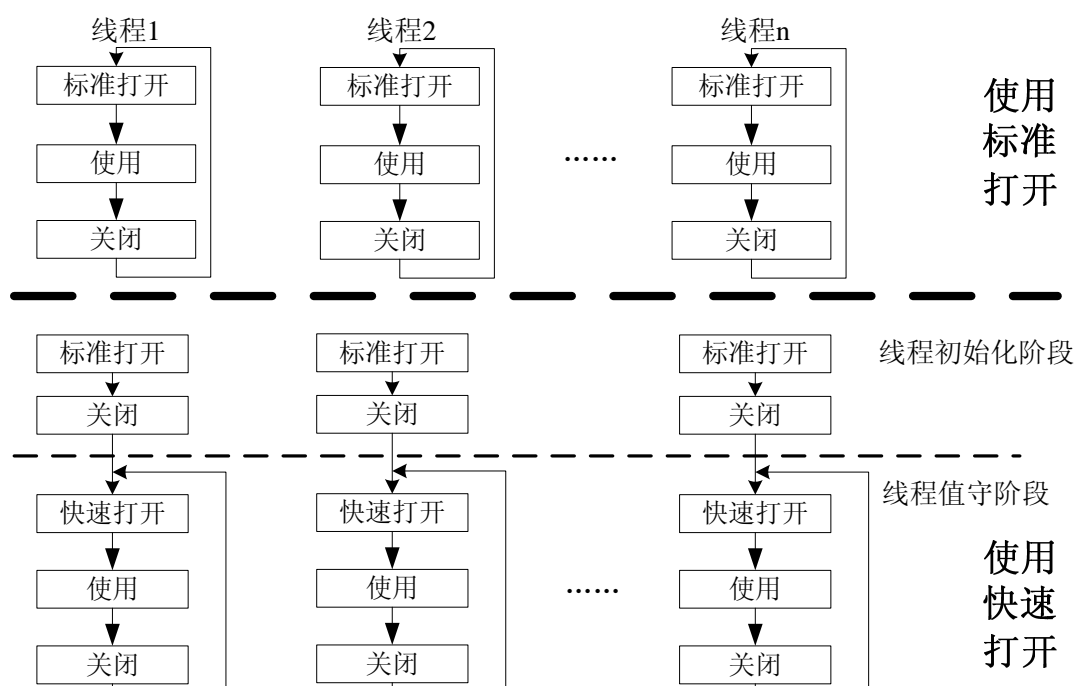 线程1 线程2 线程n
标准打开 标准打开 标准打开
使用 使用 …… 使用
关闭 关闭 关闭
使用
标准
打开
标准打开 标准打开 标准打开 线程初始化阶段
关闭 关闭 关闭
线程值守阶段
快速打开 快速打开 快速打开
使用 使用 …… 使用
关闭 关闭 关闭
使用
快速
打开